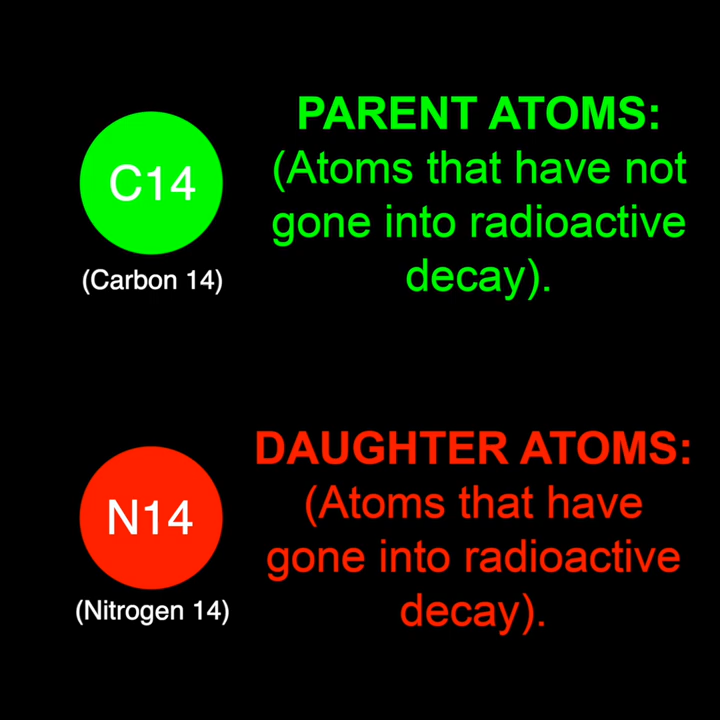 C14
(Carbon 14)
PARENT ATOMS:
(Atoms that have not
gone into radioactive
decay).
N14
(Nitrogen 14)
DAUGHTER ATOMS:
(Atoms that have
gone into radioactive
decay).